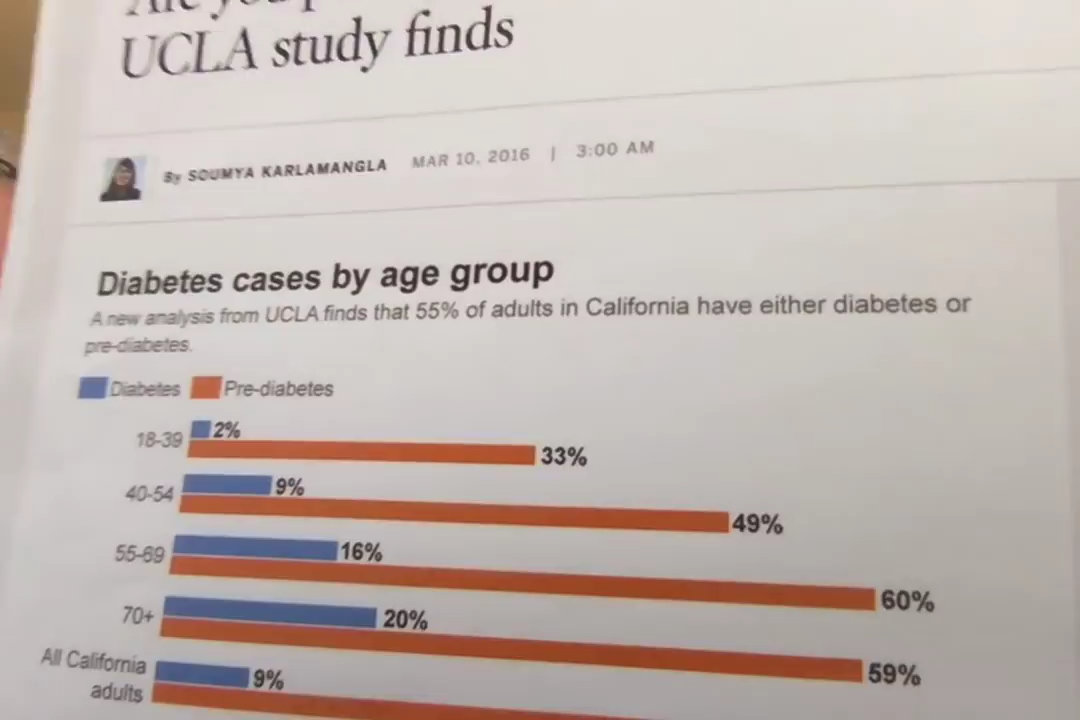 UCLA study finds
By SOUMYA KARLAMANGLA MAR 10, 2016 | 3:00 AM
Diabetes cases by age group
A new analysis from UCLA finds that 55% of adults in California have either diabetes or
pre-diabetes.
Diabetes Pre-diabetes
18-39 2%
33%
40-54 9%
49%
55-69 16%
60%
70+ 20%
59%
All California
adults 9%